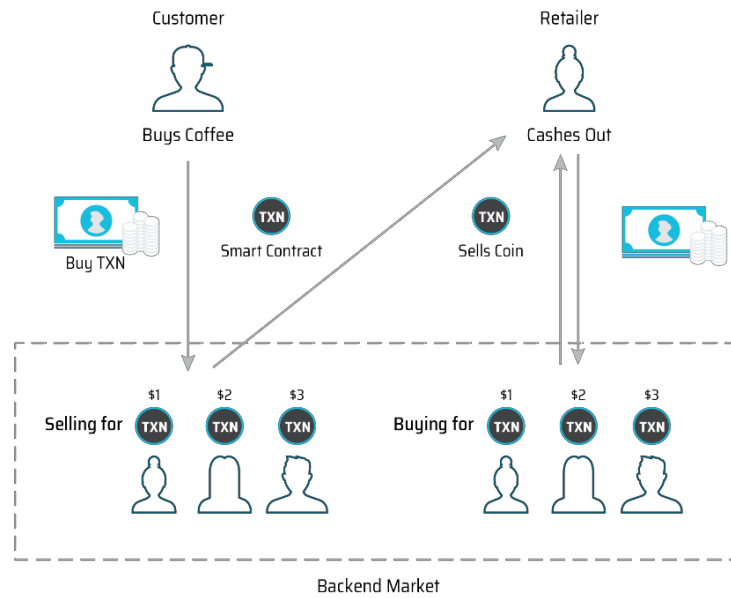 Customer
Retailer
Buys Coffee
Cashes Out
TXN
TXN
Buy TXN
Smart Contract
Sells Coin
$1
$2
$3
$1
$2
$3
Selling for
TXN
TXN
TXN
Buying for
TXN
TXN
TXN
Backend Market